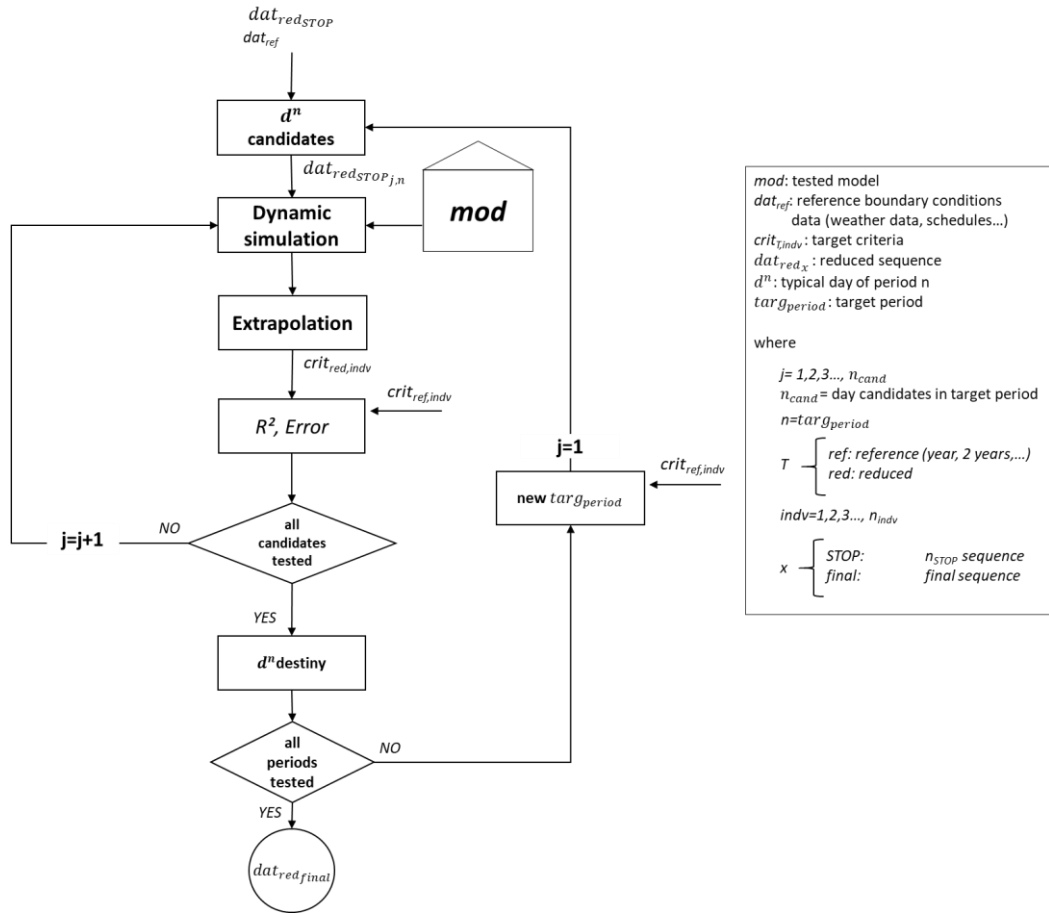 dat_red_STOP
dat_ref
dⁿ
candidates
dat_red_STOP_j,n
mod
Dynamic
simulation
Extrapolation
crit_red,indv
crit_ref,indv
R², Error
j=1
crit_ref,indv
new targ_period
all
candidates
tested
NO
j=j+1
YES
dⁿ destiny
all
periods
tested
NO
YES
dat_red_final
mod: tested model
dat_ref: reference boundary conditions
data (weather data, schedules...)
crit_T,indv : target criteria
dat_red_x : reduced sequence
dⁿ: typical day of period n
targ_period : target period
where
j= 1,2,3..., n_cand
n_cand = day candidates in target period
n=targ_period
T
ref: reference (year, 2 years,...)
red: reduced
indv=1,2,3..., n_indv
x
STOP: n_STOP sequence
final: final sequence